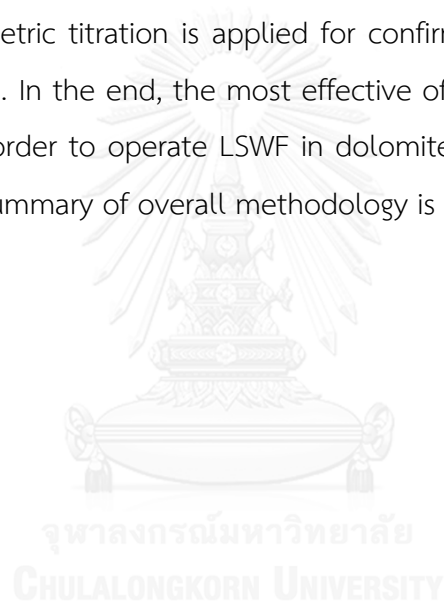 etric titration is applied for confirm
. In the end, the most effective of
order to operate LSWF in dolomite
ummary of overall methodology is
จุฬาลงกรณ์มหาวิทยาลัย
CHULALONGKORN UNIVERSITY